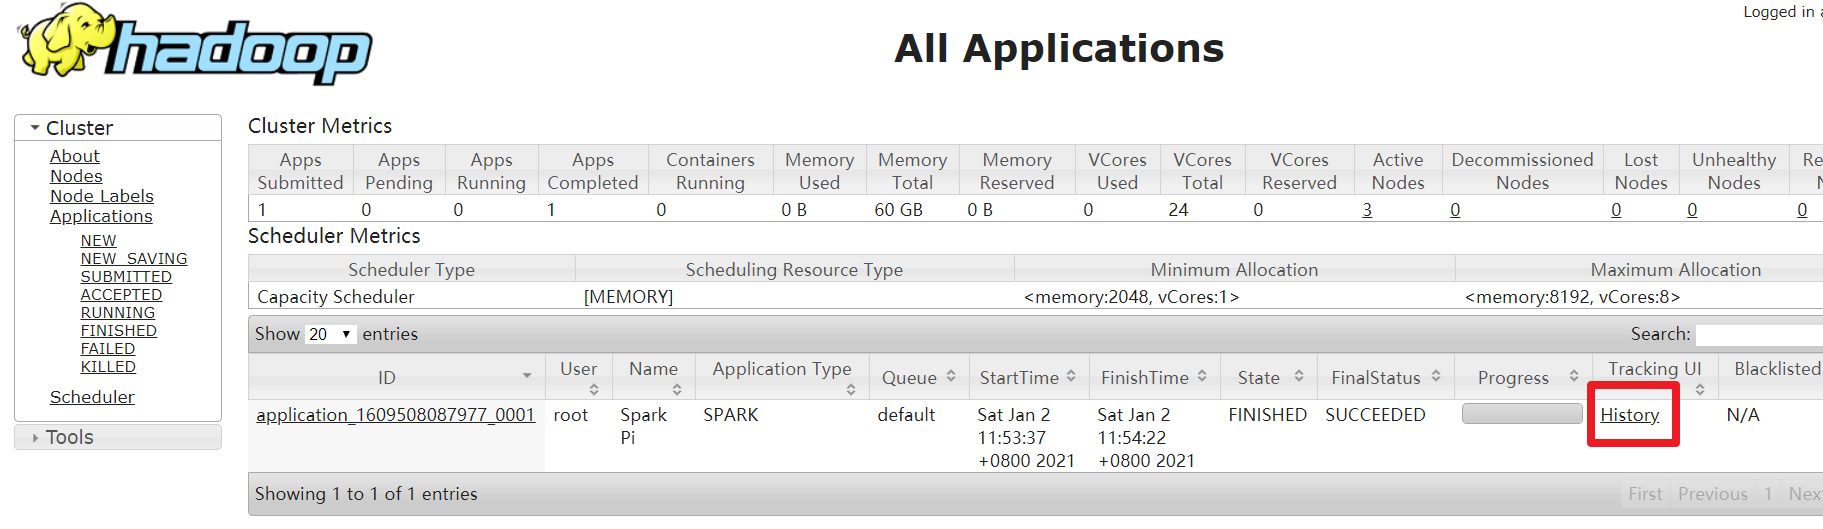 Logged in a
hadoop
All Applications
Cluster
About
Nodes
Node Labels
Applications
NEW
NEW_SAVING
SUBMITTED
ACCEPTED
RUNNING
FINISHED
FAILED
KILLED
Scheduler
Tools
Cluster Metrics
Apps Submitted Apps Pending Apps Running Apps Completed Containers Running Memory Used Memory Total Memory Reserved VCores Used VCores Total VCores Reserved Active Nodes Decommissioned Nodes Lost Nodes Unhealthy Nodes Re N
1 0 0 1 0 0 B 60 GB 0 B 0 24 0 3 0 0 0 0
Scheduler Metrics
Scheduler Type Scheduling Resource Type Minimum Allocation Maximum Allocation
Capacity Scheduler [MEMORY] <memory:2048, vCores:1> <memory:8192, vCores:8>
Show 20 entries Search:
ID User Name Application Type Queue StartTime FinishTime State FinalStatus Progress Tracking UI Blacklisted
application_1609508087977_0001 root Spark SPARK default Sat Jan 2 Sat Jan 2 FINISHED SUCCEEDED History N/A
Pi 11:53:37 11:54:22
+0800 2021 +0800 2021
Showing 1 to 1 of 1 entries First Previous 1 Nex